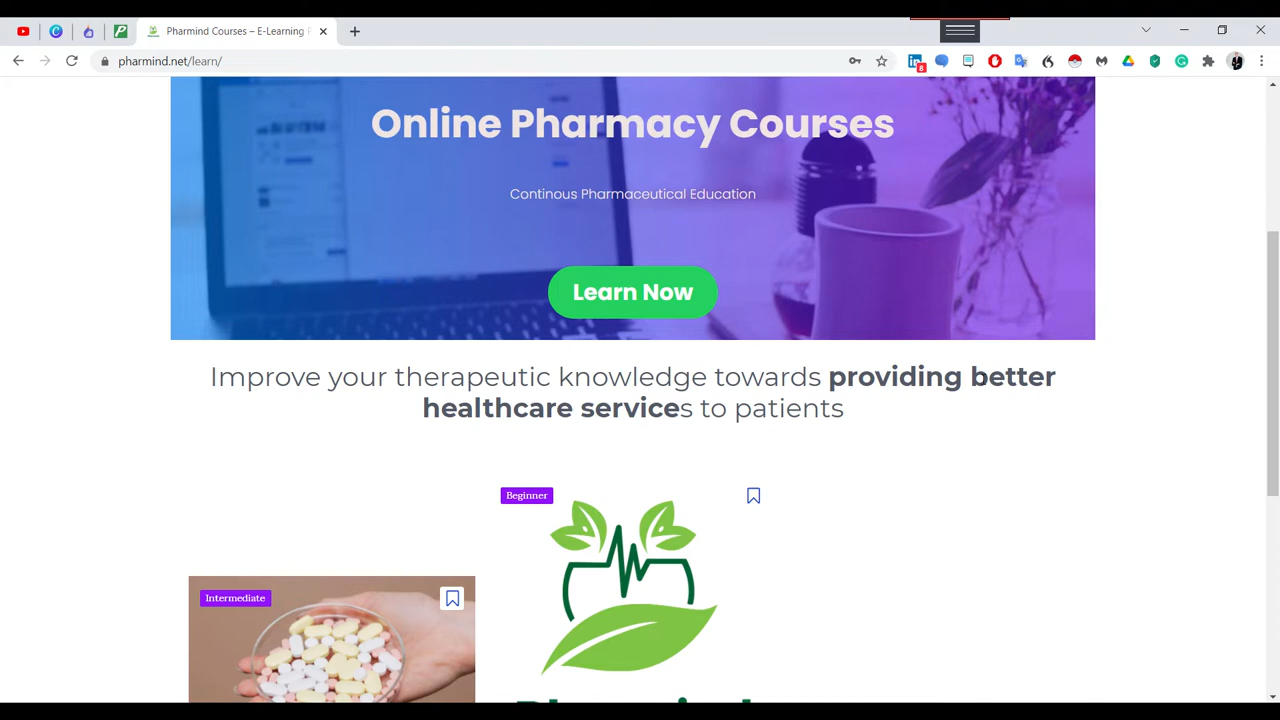 Pharmind Courses – E-Learning
pharmind.net/learn/
8
Online Pharmacy Courses
Continous Pharmaceutical Education
Learn Now
Improve your therapeutic knowledge towards providing better
healthcare services to patients
Beginner
Intermediate